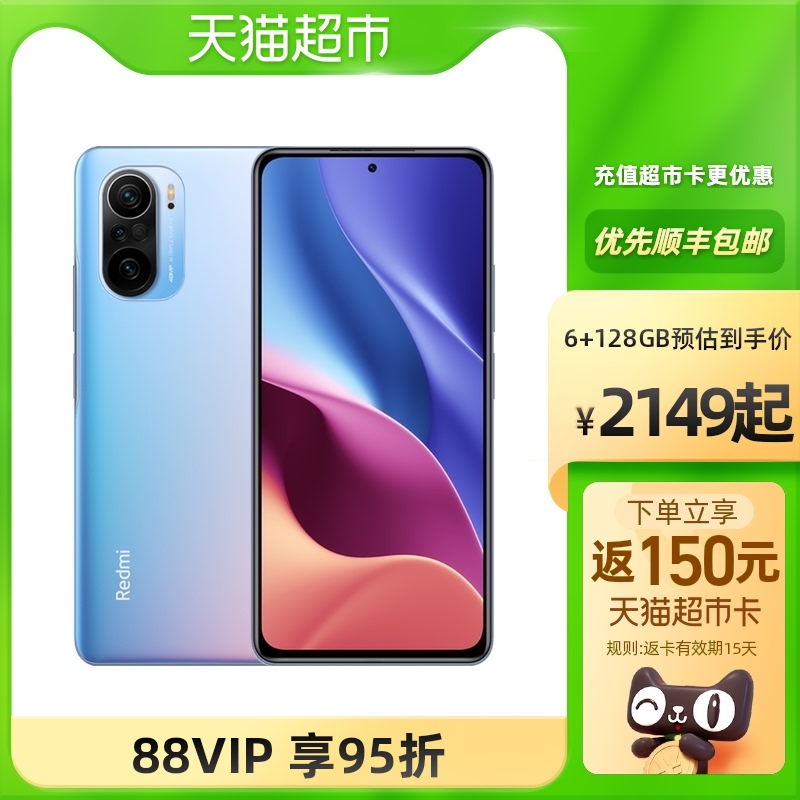 天猫超市
充值超市卡更优惠
优先顺丰包邮
6+128GB预估到手价
¥2149起
下单立享
返150元
天猫超市卡
规则:返卡有效期15天
Redmi
88VIP 享95折